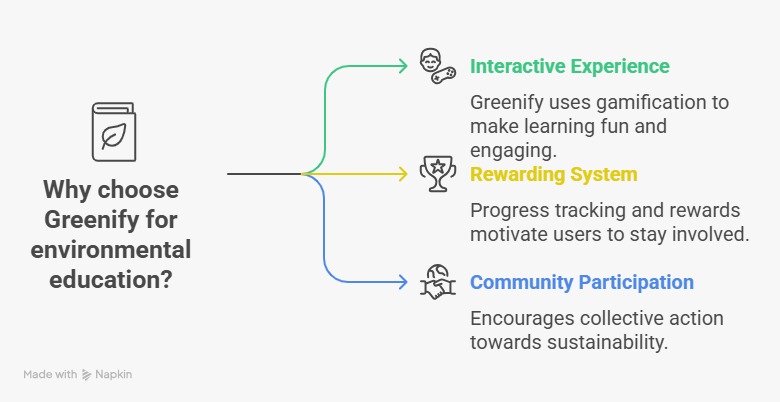 Why choose
Greenify for
environmental
education?
Interactive Experience
Greenify uses gamification to
make learning fun and
engaging.
Rewarding System
Progress tracking and rewards
motivate users to stay involved.
Community Participation
Encourages collective action
towards sustainability.
Made with Napkin